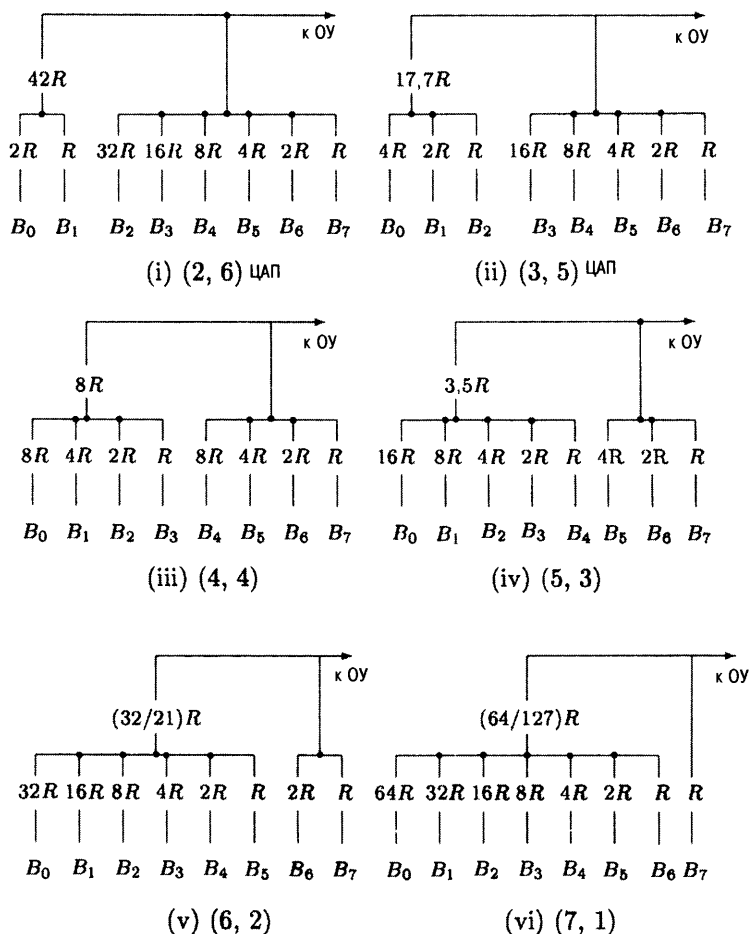 к ОУ к ОУ
42R 17,7R
2R R 32R 16R 8R 4R 2R R 4R 2R R 16R 8R 4R 2R R
B₀ B₁ B₂ B₃ B₄ B₅ B₆ B₇ B₀ B₁ B₂ B₃ B₄ B₅ B₆ B₇
(i) (2, 6) ЦАП (ii) (3, 5) ЦАП
к ОУ к ОУ
8R 3,5R
8R 4R 2R R 8R 4R 2R R 16R 8R 4R 2R R 4R 2R R
B₀ B₁ B₂ B₃ B₄ B₅ B₆ B₇ B₀ B₁ B₂ B₃ B₄ B₅ B₆ B₇
(iii) (4, 4) (iv) (5, 3)
к ОУ к ОУ
(32/21)R (64/127)R
32R 16R 8R 4R 2R R 2R R 64R 32R 16R 8R 4R 2R R R
B₀ B₁ B₂ B₃ B₄ B₅ B₆ B₇ B₀ B₁ B₂ B₃ B₄ B₅ B₆ B₇
(v) (6, 2) (vi) (7, 1)